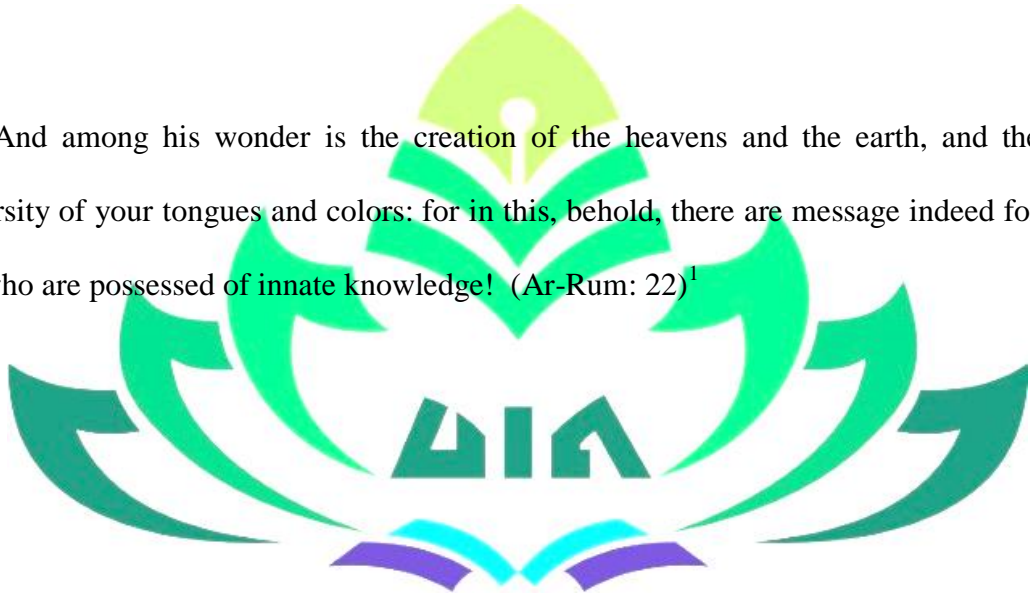 And among his wonder is the creation of the heavens and the earth, and the
rsity of your tongues and colors: for in this, behold, there are message indeed fo
ho are possessed of innate knowledge! (Ar-Rum: 22)1
UIN